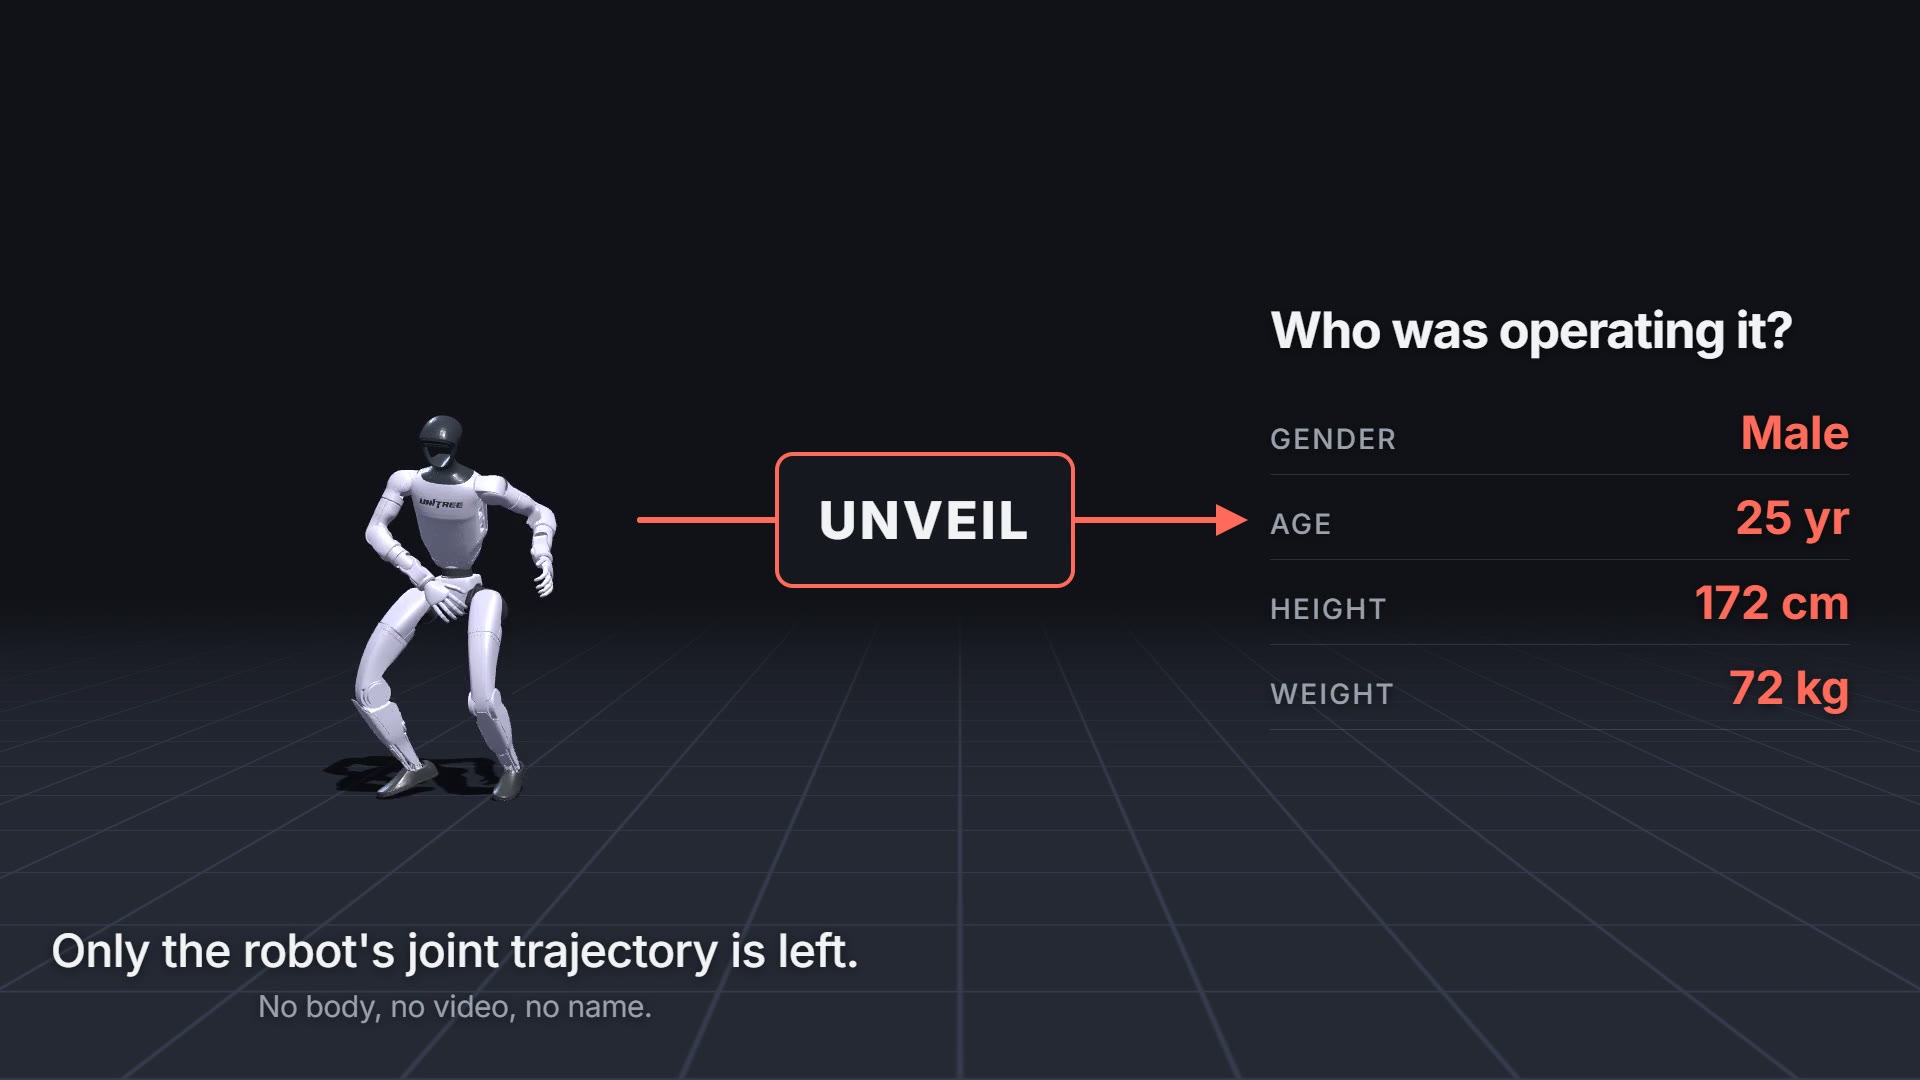 Who was operating it?
GENDER Male
AGE 25 yr
HEIGHT 172 cm
WEIGHT 72 kg
UNVEIL
UNITREE
Only the robot's joint trajectory is left.
No body, no video, no name.